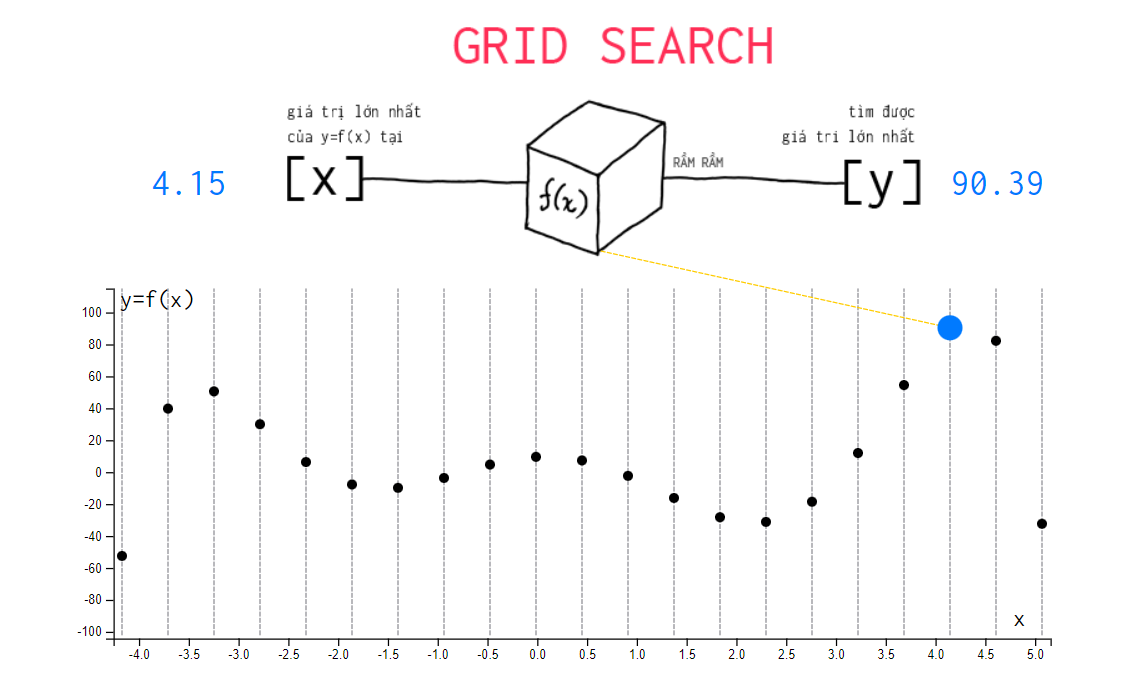 GRID SEARCH
giá trị lớn nhất
của y=f(x) tại
[x]
4.15
f(x)
RẦM RẦM
tìm được
giá tri lớn nhất
[y]
90.39
y=f(x)
100
80
60
40
20
0
-20
-40
-60
-80
-100
x
-4.0 -3.5 -3.0 -2.5 -2.0 -1.5 -1.0 -0.5 0.0 0.5 1.0 1.5 2.0 2.5 3.0 3.5 4.0 4.5 5.0